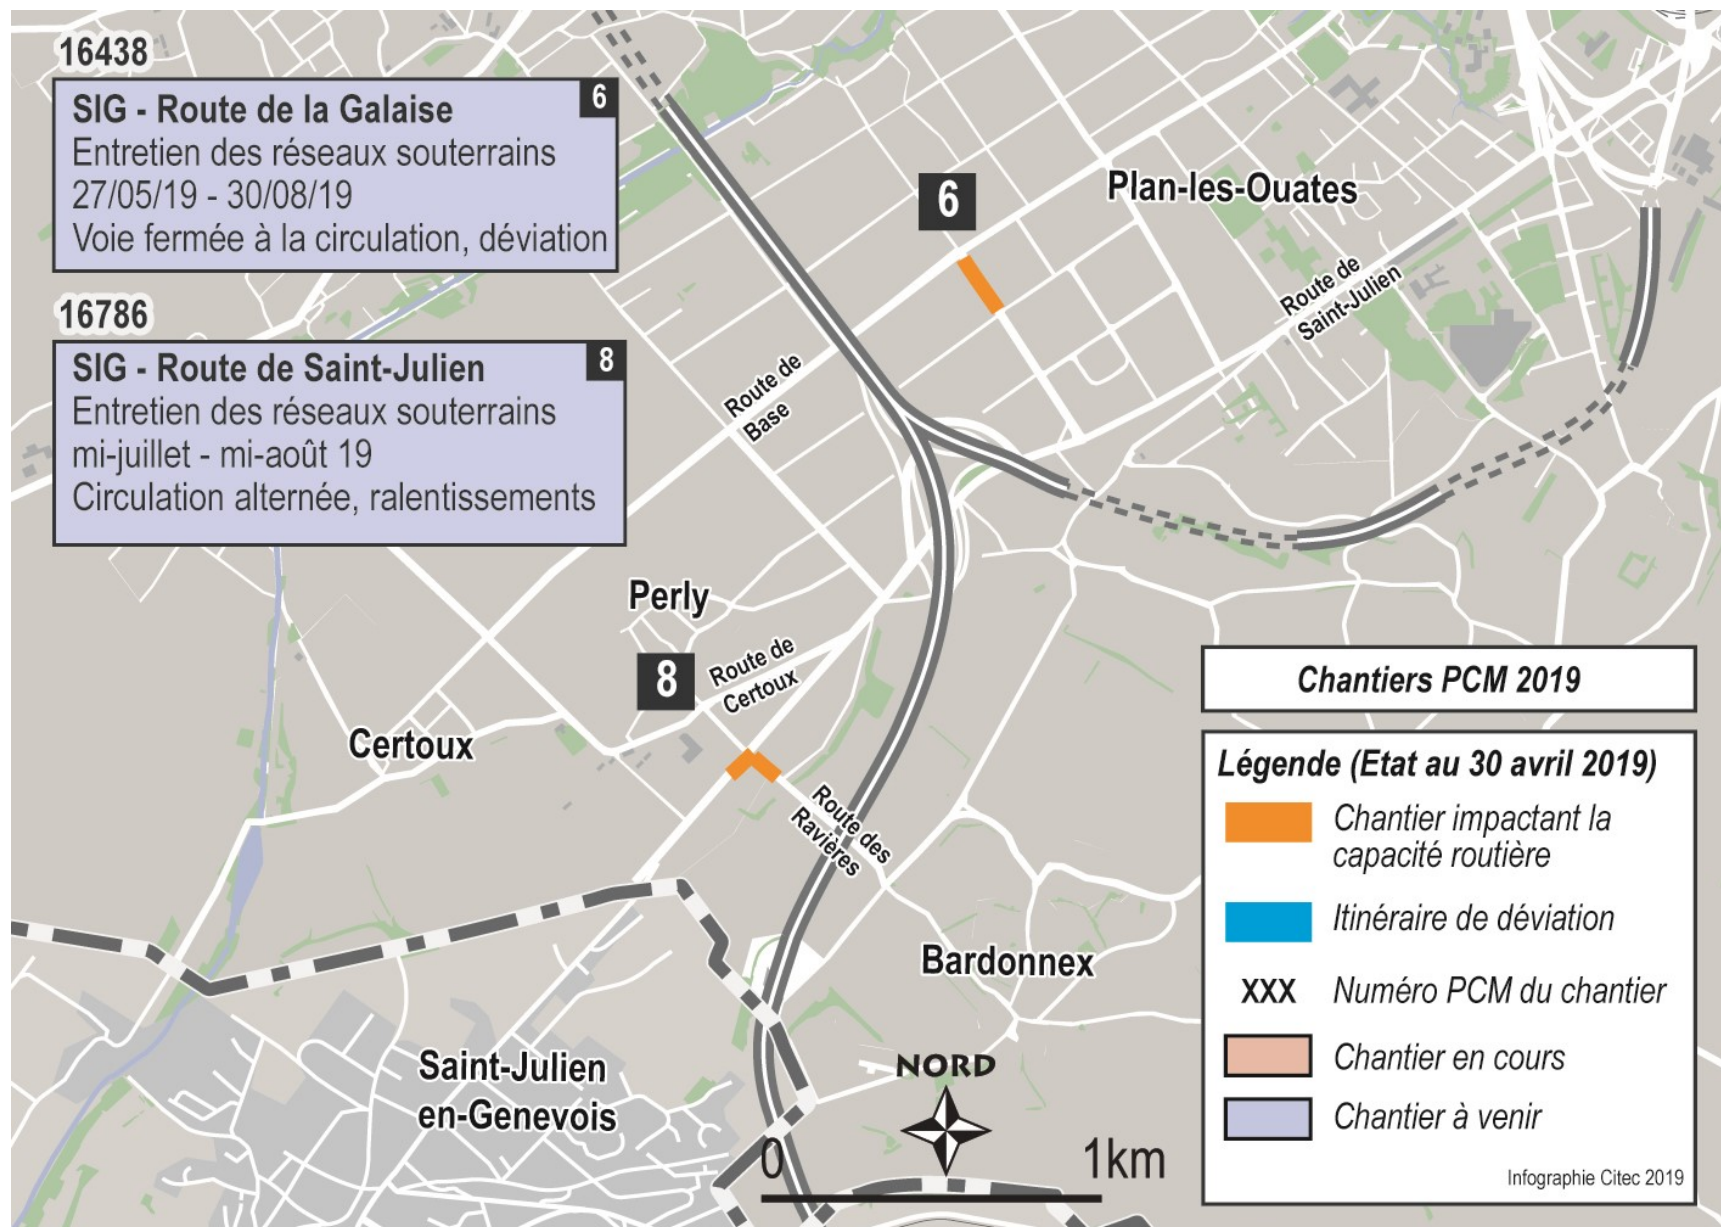 16438
SIG - Route de la Galaise
6
Entretien des réseaux souterrains
27/05/19 - 30/08/19
Voie fermée à la circulation, déviation
16786
SIG - Route de Saint-Julien
8
Entretien des réseaux souterrains
mi-juillet - mi-août 19
Circulation alternée, ralentissements
6
Plan-les-Ouates
Route de
Saint-Julien
Route de
Base
Perly
8
Route de
Certoux
Certoux
Route des
Ravières
Bardonnex
Saint-Julien
en-Genevois
NORD
0
1km
Chantiers PCM 2019
Légende (Etat au 30 avril 2019)
Chantier impactant la
capacité routière
Itinéraire de déviation
XXX
Numéro PCM du chantier
Chantier en cours
Chantier à venir
Infographie Citec 2019